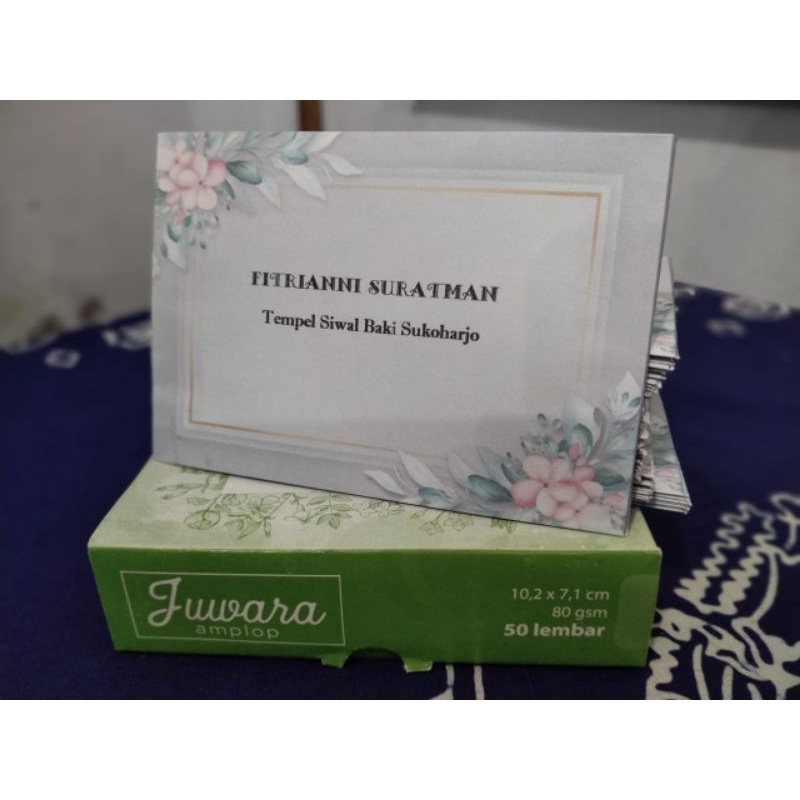 FITRIANNI SURATMAN
Tempel Siwal Baki Sukoharjo
Juwara
amplop
10,2 x 7,1 cm
80 gsm
50 lembar